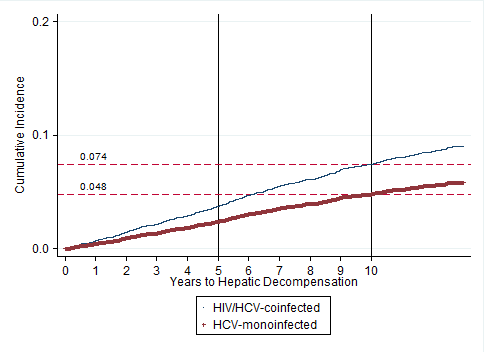 0.2
0.1
0.0
Cumulative Incidence
0.074
0.048
0 1 2 3 4 5 6 7 8 9 10
Years to Hepatic Decompensation
HIV/HCV-coinfected
HCV-monoinfected